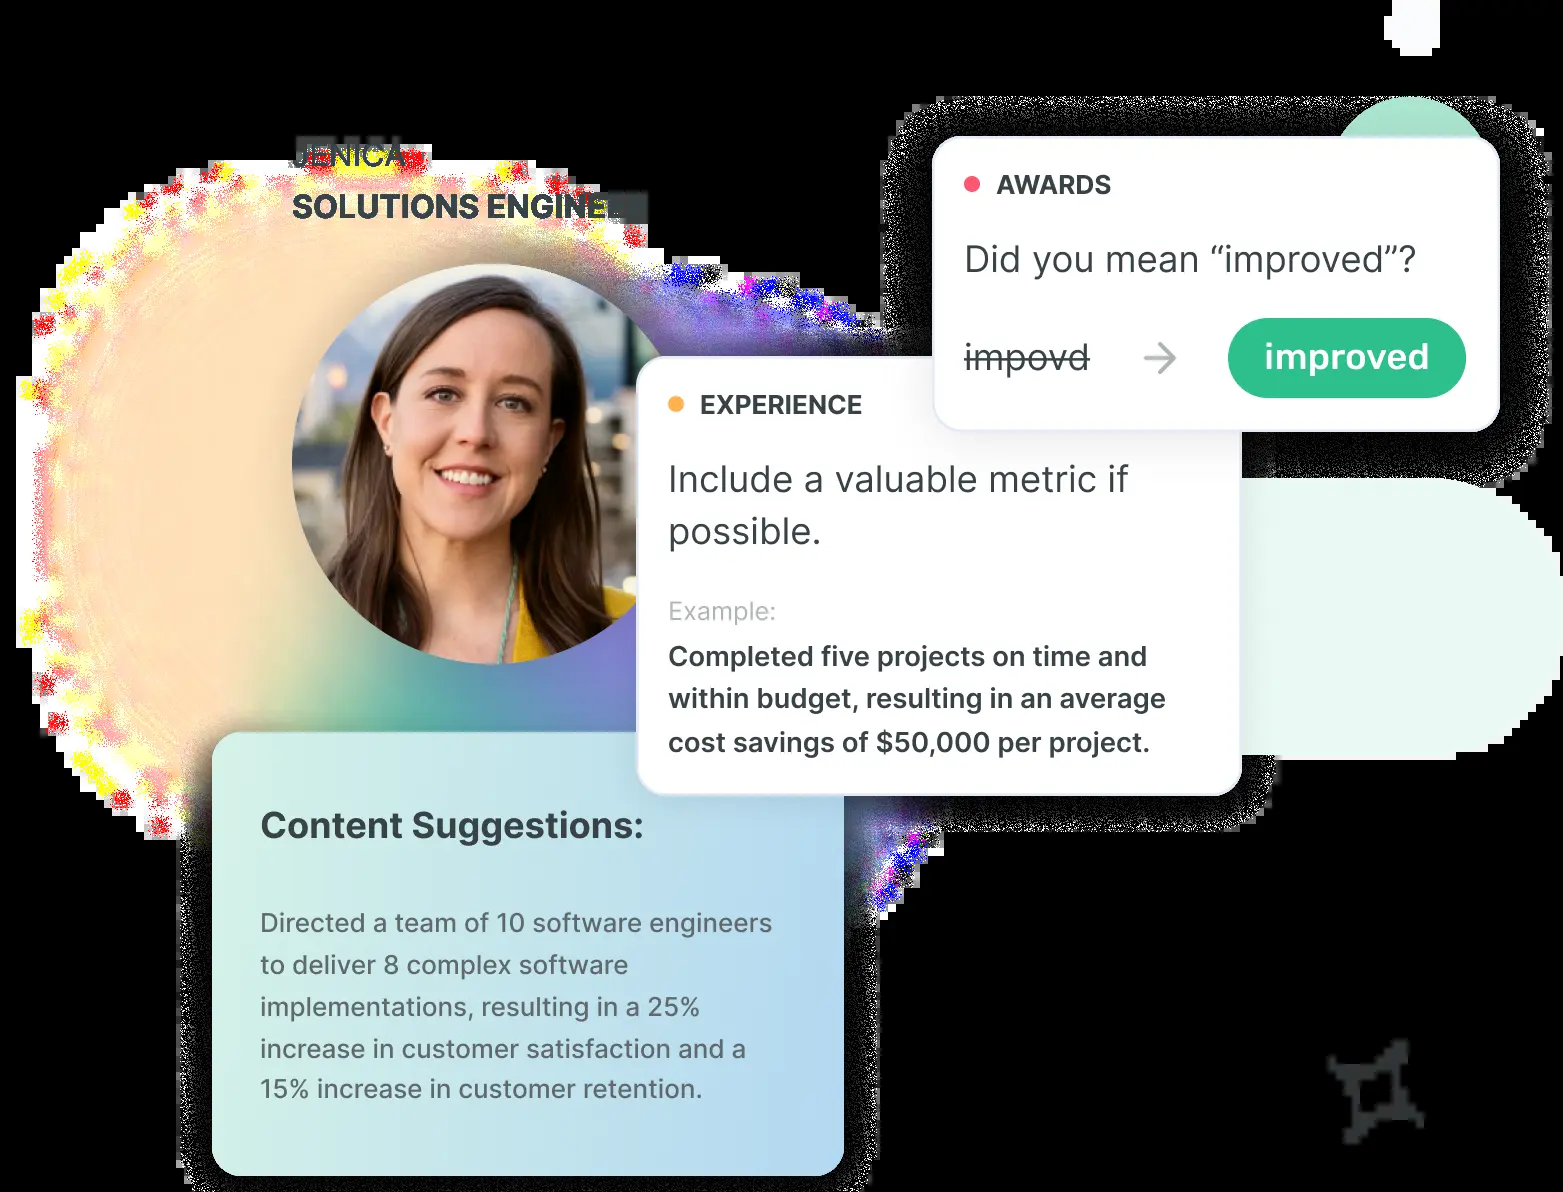 JENICA
SOLUTIONS
AWARDS
Did you mean “improved”?
impovd
improved
EXPERIENCE
Include a valuable metric if
possible.
Example:
Completed five projects on time and
within budget, resulting in an average
cost savings of $50,000 per project.
Content Suggestions:
Directed a team of 10 software engineers
to deliver 8 complex software
implementations, resulting in a 25%
increase in customer satisfaction and a
15% increase in customer retention.